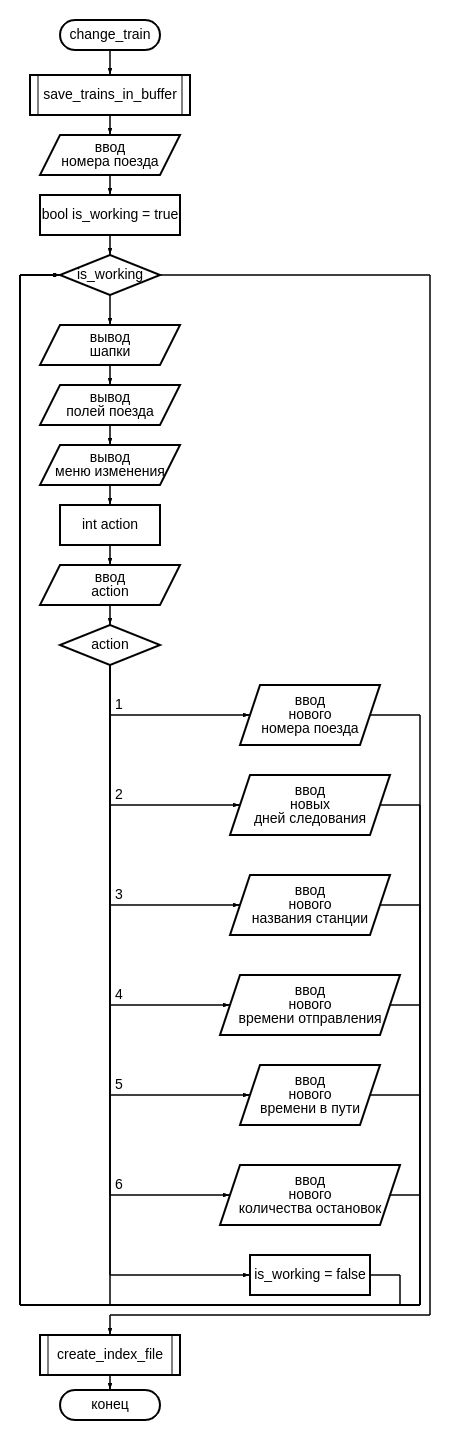 change_train
save_trains_in_buffer
ввод
номера поезда
bool is_working = true
is_working
вывод
шапки
вывод
полей поезда
вывод
меню изменения
int action
ввод
action
action
1
ввод
нового
номера поезда
2
ввод
новых
дней следования
3
ввод
нового
названия станции
4
ввод
нового
времени отправления
5
ввод
нового
времени в пути
6
ввод
нового
количества остановок
is_working = false
create_index_file
конец